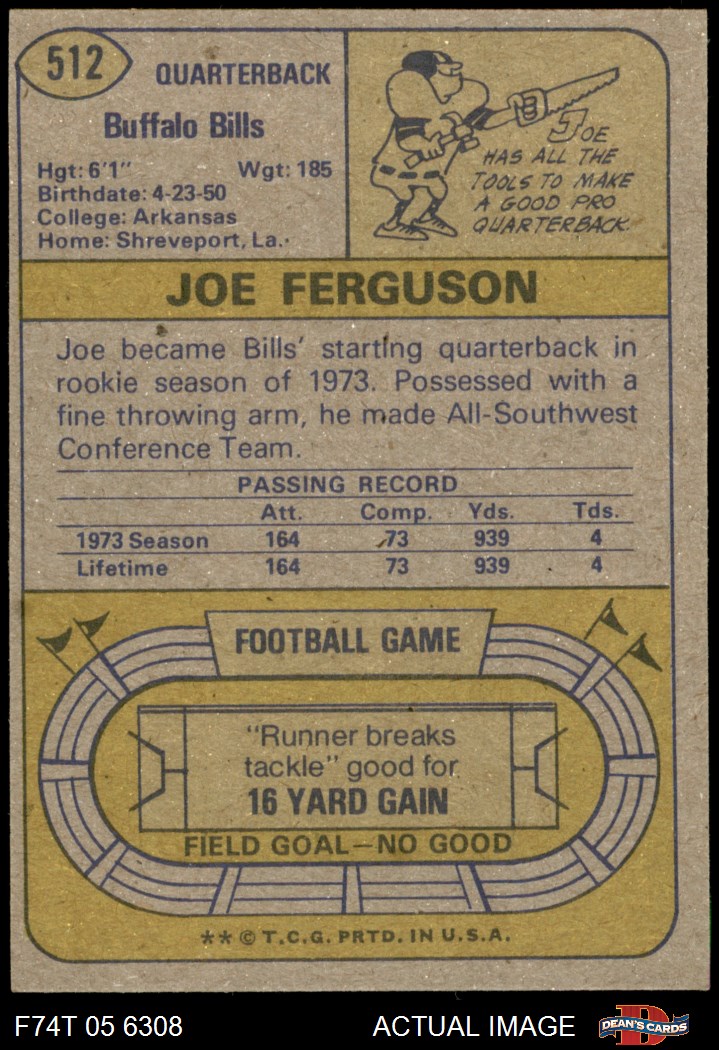 512
QUARTERBACK
Buffalo Bills
Hgt: 6'1" Wgt: 185
Birthdate: 4-23-50
College: Arkansas
Home: Shreveport, La.
JOE
HAS ALL THE
TOOLS TO MAKE
A GOOD PRO
QUARTERBACK.
JOE FERGUSON
Joe became Bills' starting quarterback in
rookie season of 1973. Possessed with a
fine throwing arm, he made All-Southwest
Conference Team.
PASSING RECORD
Att. Comp. Yds. Tds.
1973 Season 164 73 939 4
Lifetime 164 73 939 4
FOOTBALL GAME
"Runner breaks
tackle" good for
16 YARD GAIN
FIELD GOAL—NO GOOD
** © T.C.G. PRTD. IN U.S.A.
F74T 05 6308 ACTUAL IMAGE D DEAN'S CARDS